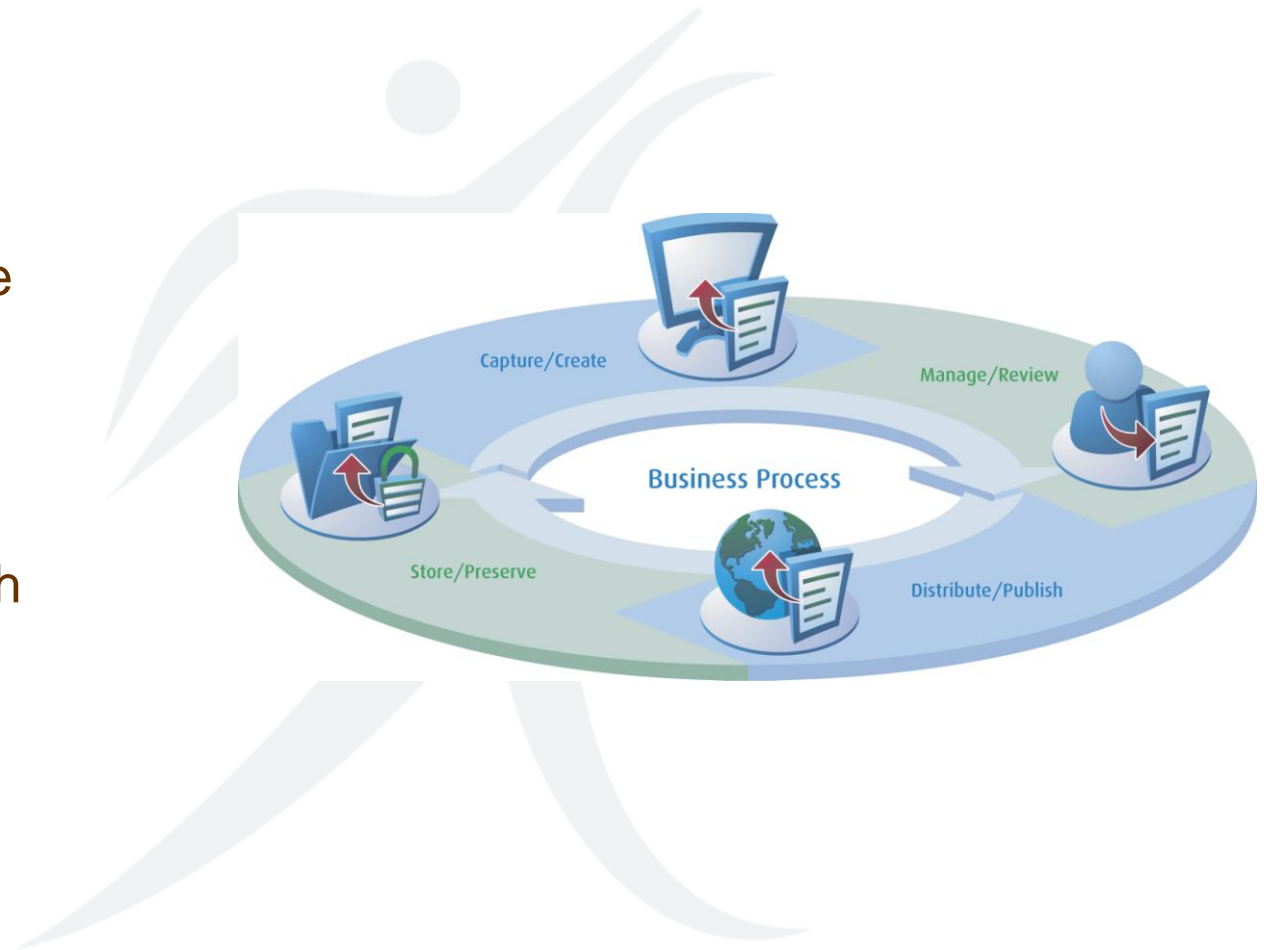 e
h
Capture/Create
Manage/Review
Business Process
Store/Preserve
Distribute/Publish